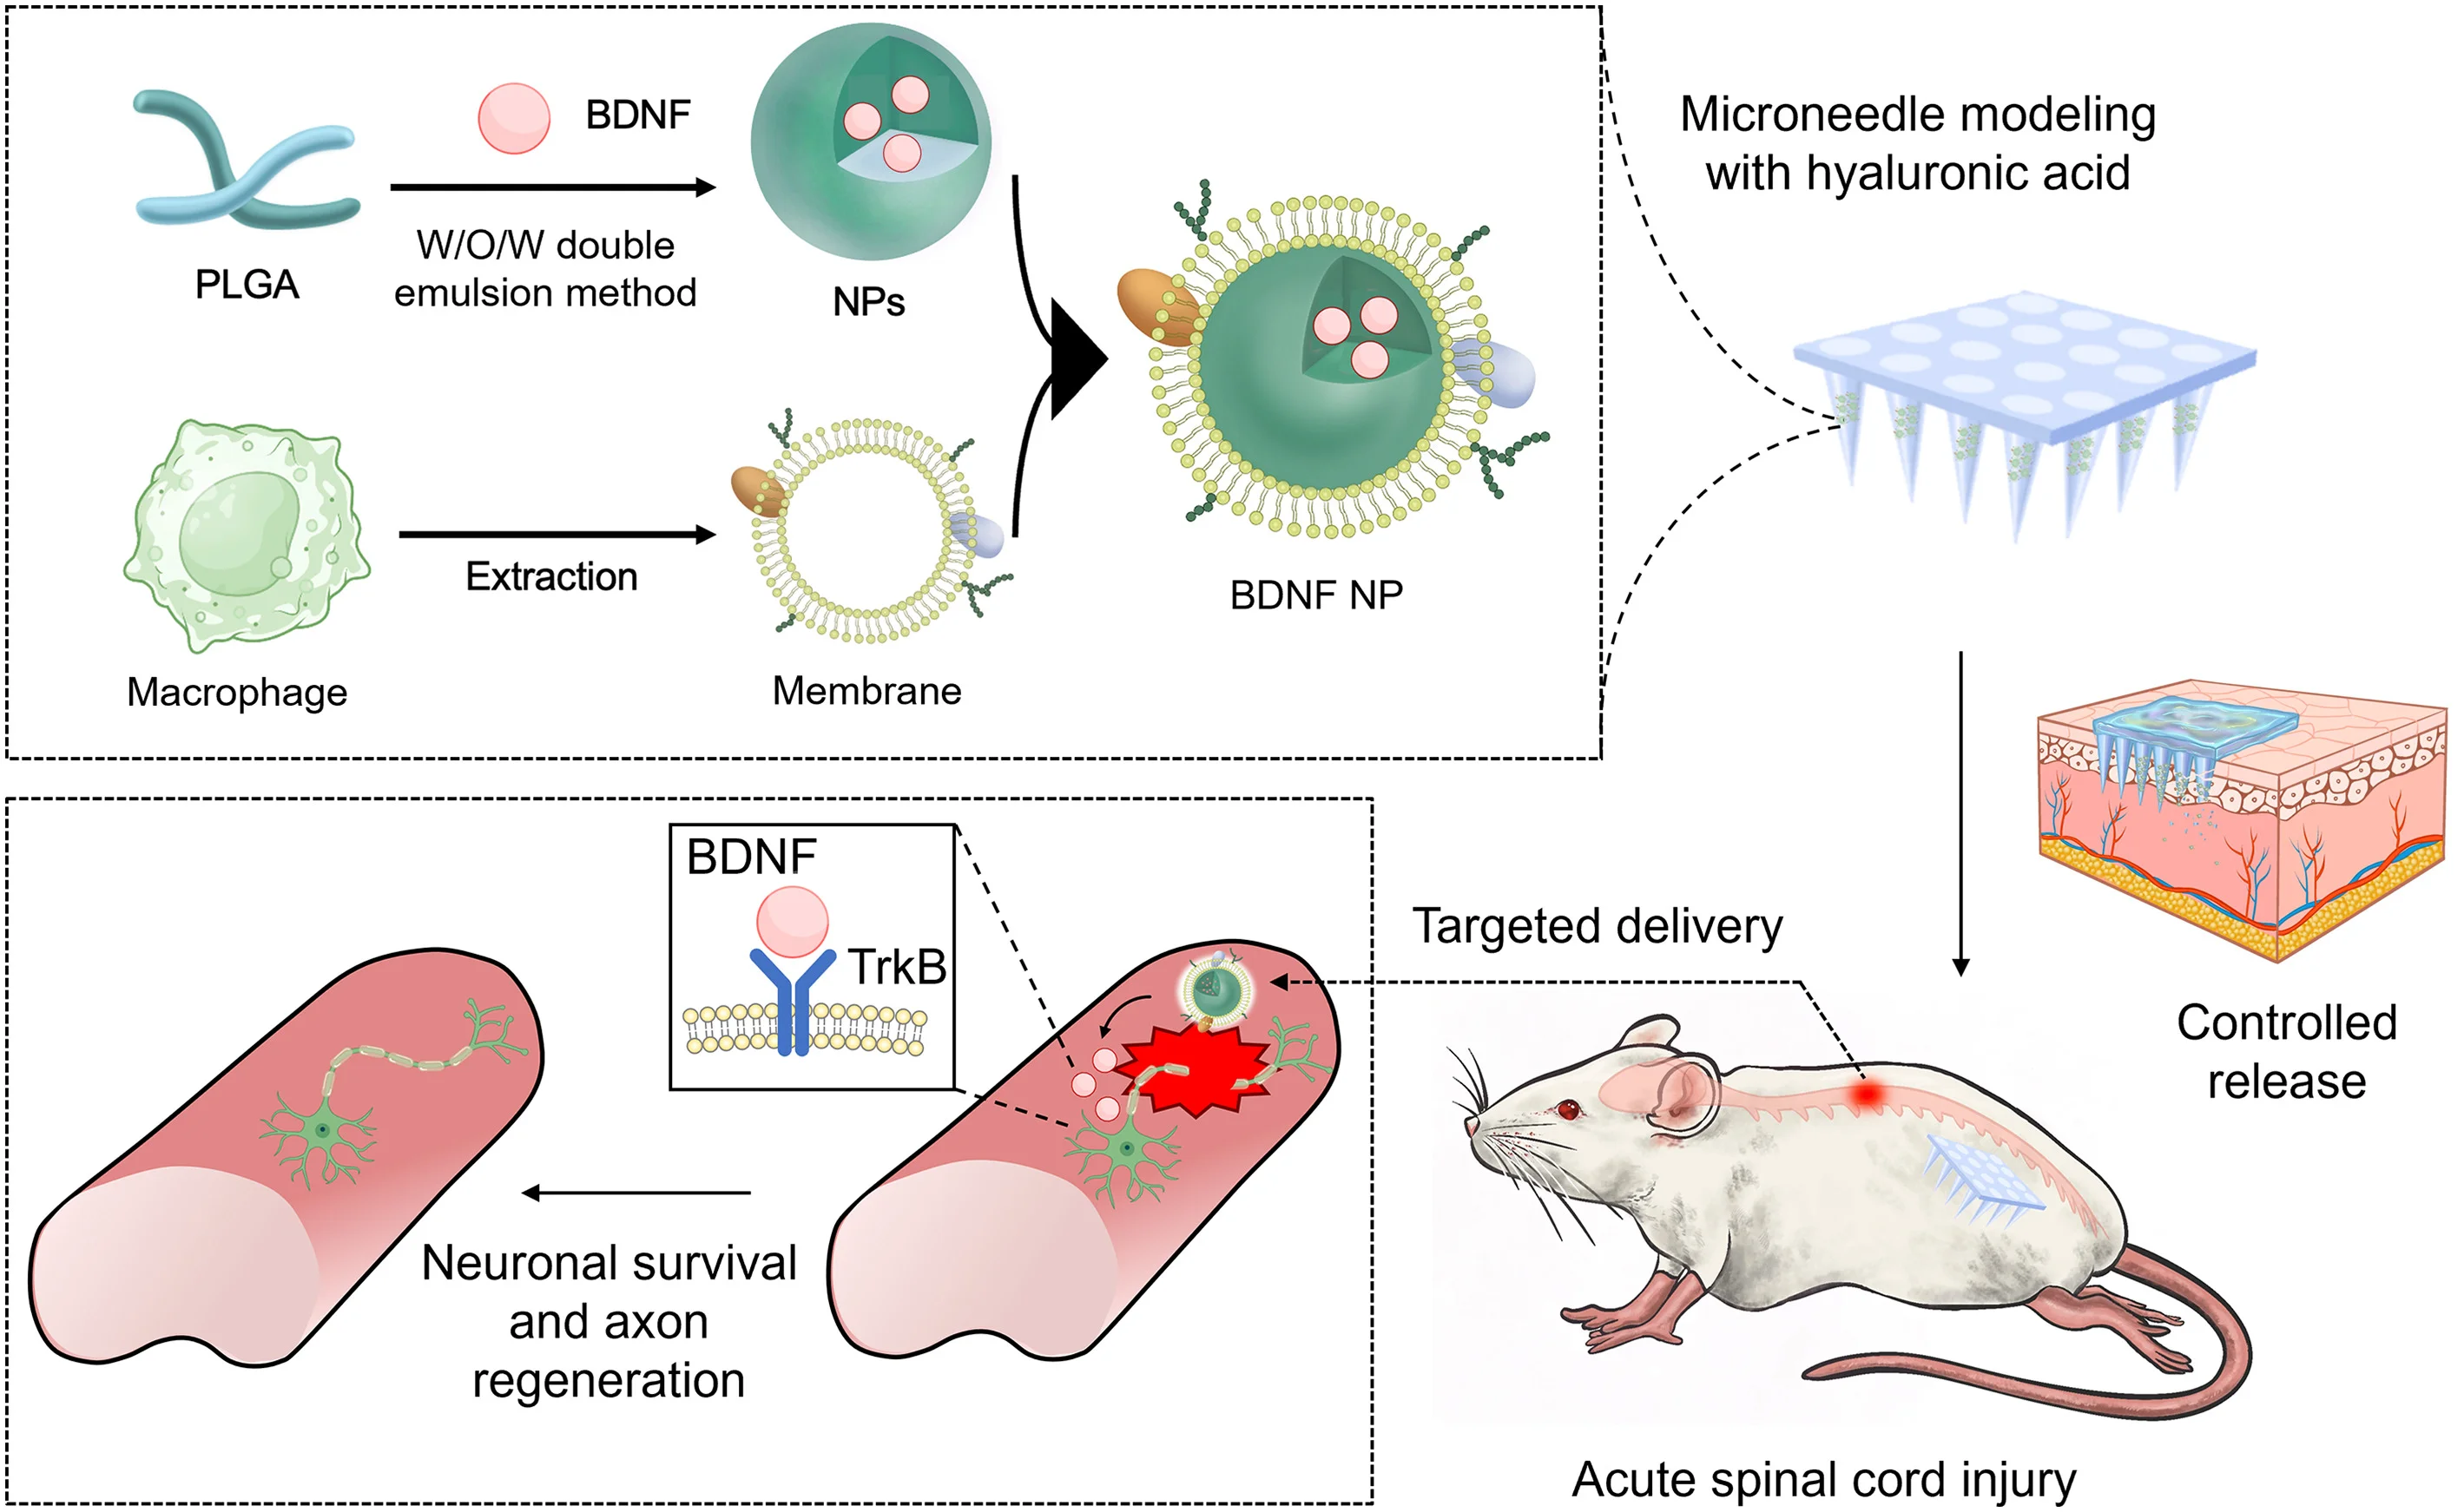 BDNF
PLGA
W/O/W double
emulsion method
NPs
Macrophage
Extraction
Membrane
BDNF NP
Microneedle modeling
with hyaluronic acid
Controlled
release
Targeted delivery
Acute spinal cord injury
BDNF
TrkB
Neuronal survival
and axon
regeneration